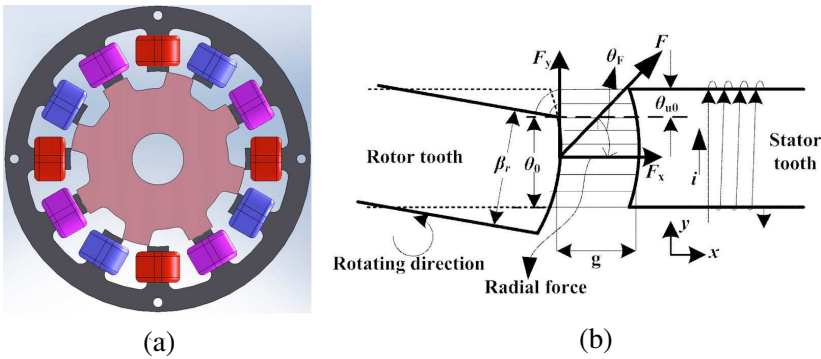 F_y
θ_F
F
θ_u0
Rotor tooth
β_r
θ_0
F_x
i
Stator
tooth
Rotating direction
g
y
x
Radial force
(a)
(b)